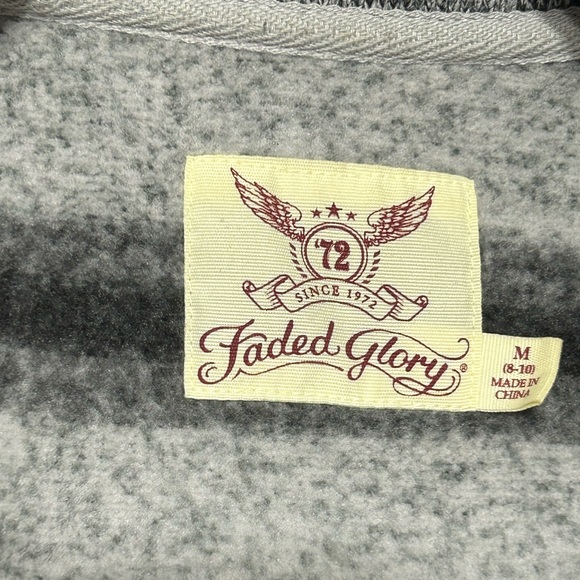 '72
SINCE 1972
Faded Glory®
M
(8-10)
MADE IN
CHINA